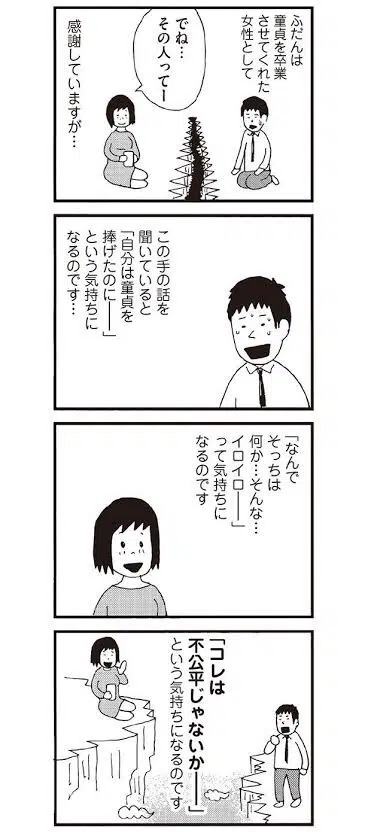 ふだんは
童貞を卒業
させてくれた
女性として
でね…
その人ってー
感謝していますが…
この手の話を
聞いていると
「自分は童貞を
捧げたのに――」
という気持ちに
なるのです…
「なんで
そっちは
何か…そんな…
イロイロ――」
って気持ちに
なるのです
「コレは
不公平じゃないか――」
という気持ちになるのです